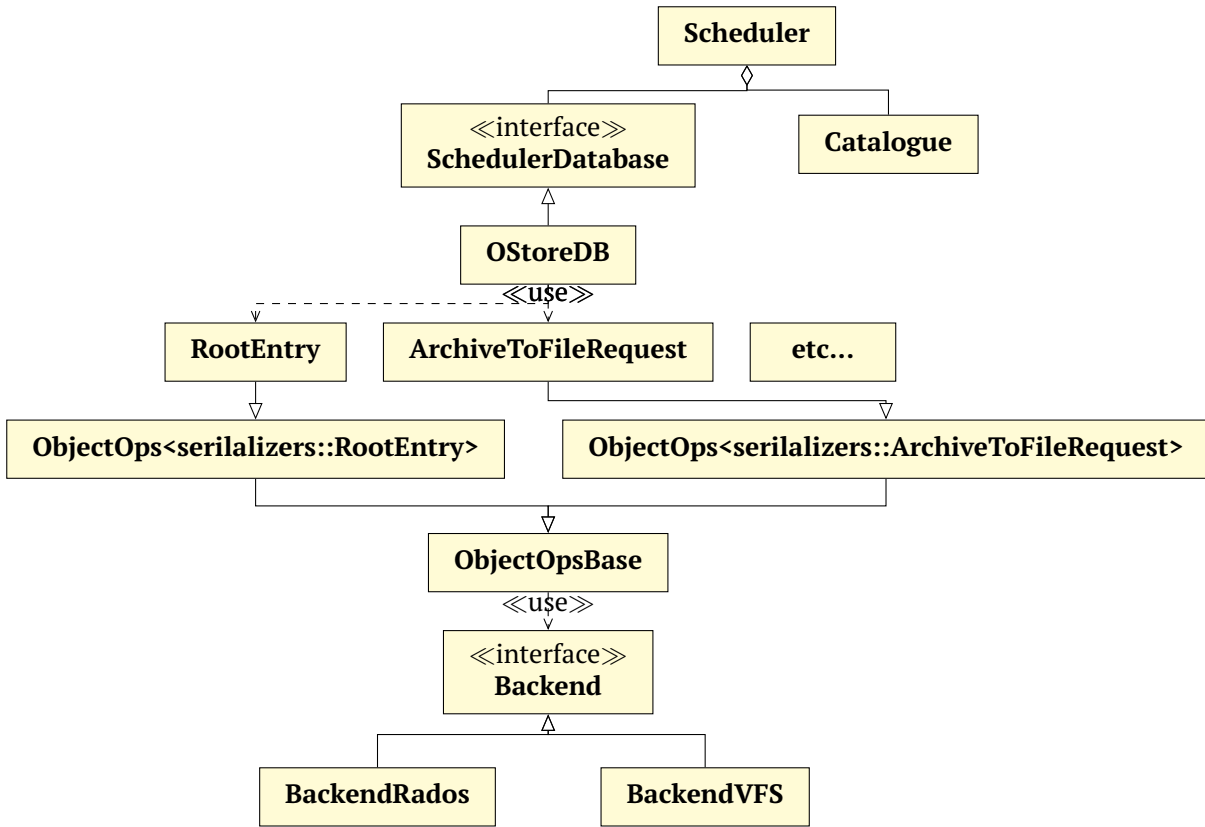 Scheduler
≪interface≫
SchedulerDatabase
Catalogue
OStoreDB
≪use≫
RootEntry
ArchiveToFileRequest
etc...
ObjectOps<serilalizers::RootEntry>
ObjectOps<serilalizers::ArchiveToFileRequest>
ObjectOpsBase
≪use≫
≪interface≫
Backend
BackendRados
BackendVFS